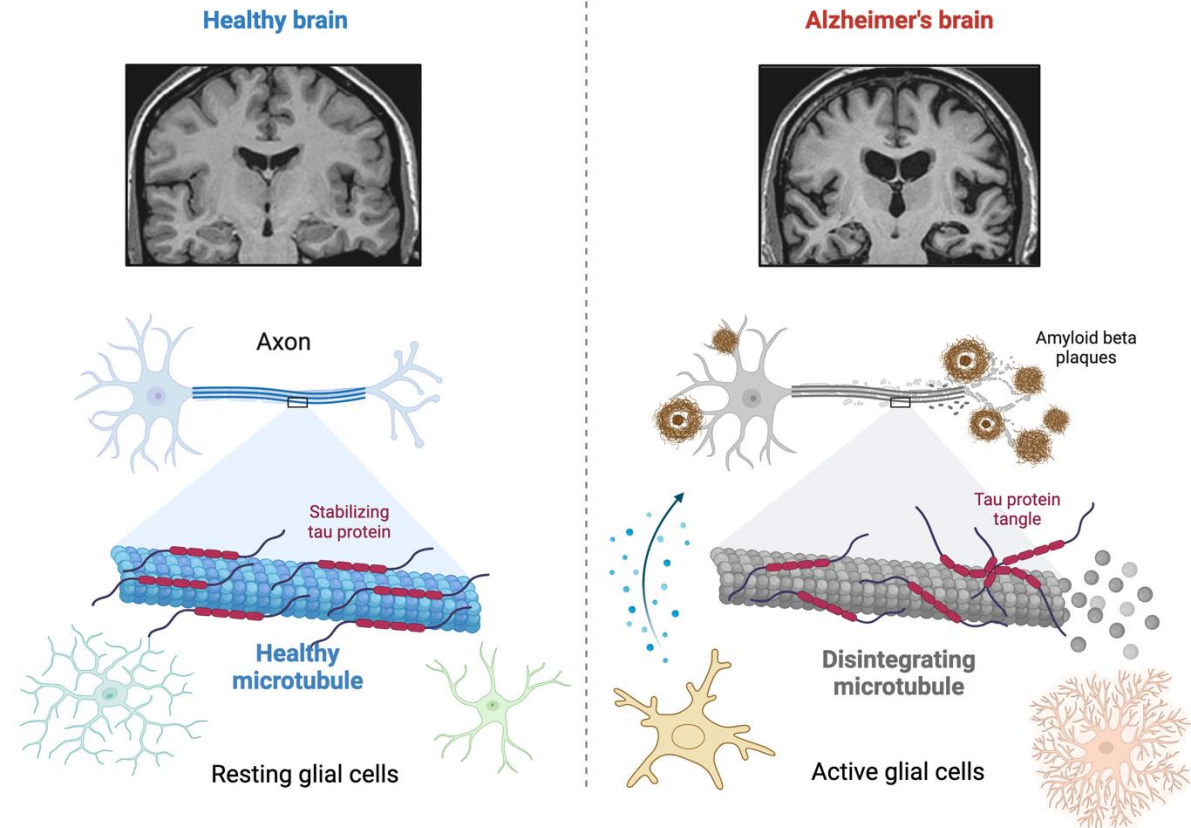 Healthy brain
Axon
Stabilizing
tau protein
Healthy
microtubule
Resting glial cells
Alzheimer's brain
Amyloid beta
plaques
Tau protein
tangle
Disintegrating
microtubule
Active glial cells